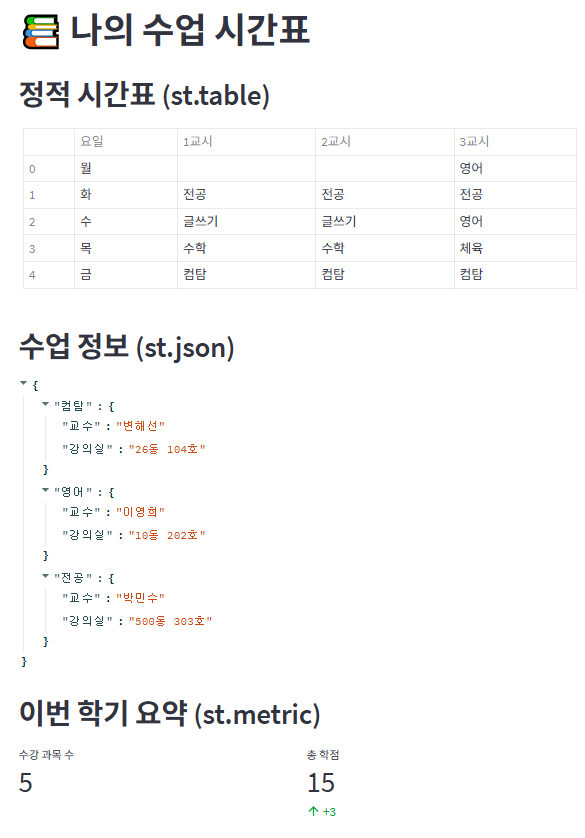 📚 나의 수업 시간표
정적 시간표 (st.table)
요일 1교시 2교시 3교시
0 월 영어
1 화 전공 전공 전공
2 수 글쓰기 글쓰기 영어
3 목 수학 수학 체육
4 금 컴탐 컴탐 컴탐
수업 정보 (st.json)
{
"컴탐" : {
"교수" : "변해선"
"강의실" : "26동 104호"
}
"영어" : {
"교수" : "이영희"
"강의실" : "10동 202호"
}
"전공" : {
"교수" : "박민수"
"강의실" : "500동 303호"
}
}
이번 학기 요약 (st.metric)
수강 과목 수 총 학점
5 15
↑ +3